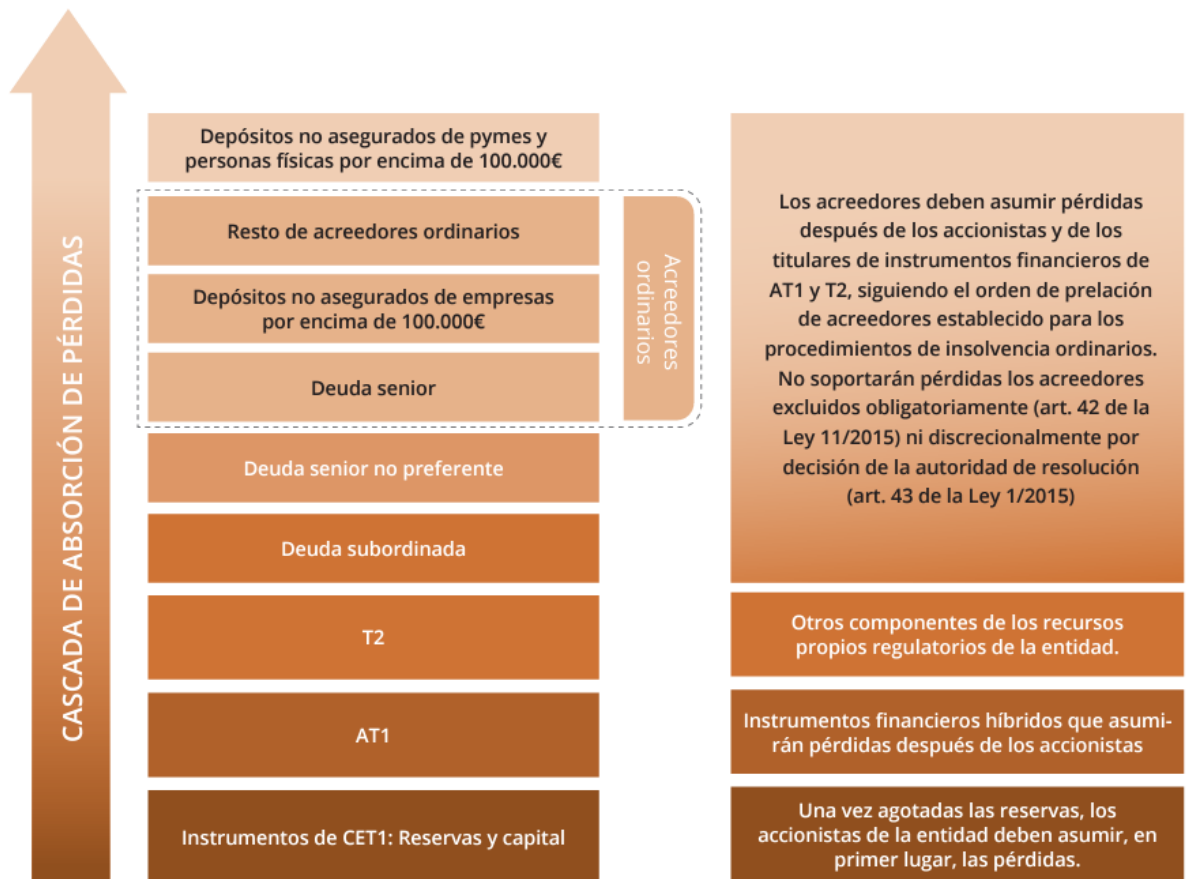 CASCADA DE ABSORCIÓN DE PÉRDIDAS
Depósitos no asegurados de pymes y
personas físicas por encima de 100.000€
Resto de acreedores ordinarios
Depósitos no asegurados de empresas
por encima de 100.000€
Deuda senior
Acreedores
ordinarios
Deuda senior no preferente
Deuda subordinada
T2
AT1
Instrumentos de CET1: Reservas y capital
Los acreedores deben asumir pérdidas
después de los accionistas y de los
titulares de instrumentos financieros de
AT1 y T2, siguiendo el orden de prelación
de acreedores establecido para los
procedimientos de insolvencia ordinarios.
No soportarán pérdidas los acreedores
excluidos obligatoriamente (art. 42 de la
Ley 11/2015) ni discrecionalmente por
decisión de la autoridad de resolución
(art. 43 de la Ley 1/2015)
Otros componentes de los recursos
propios regulatorios de la entidad.
Instrumentos financieros híbridos que asumi-
rán pérdidas después de los accionistas
Una vez agotadas las reservas, los
accionistas de la entidad deben asumir, en
primer lugar, las pérdidas.